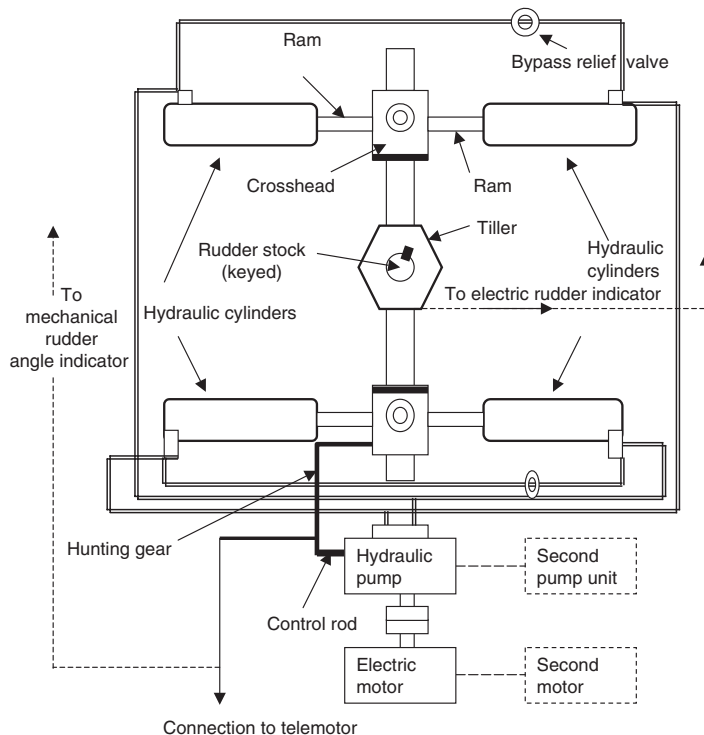 Ram
Bypass relief valve
Crosshead
Ram
Tiller
Rudder stock
(keyed)
Hydraulic
cylinders
To electric rudder indicator
To
mechanical
rudder
angle indicator
Hydraulic cylinders
Hunting gear
Hydraulic
pump
Second
pump unit
Control rod
Electric
motor
Second
motor
Connection to telemotor